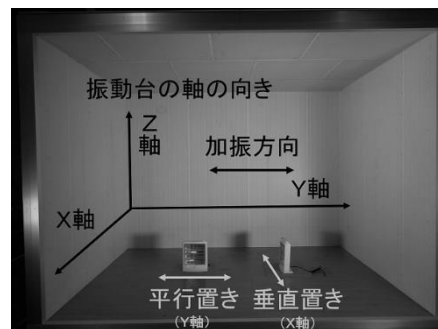 振動台の軸の向き
Z
軸
加振方向
Y軸
X軸
平行置き
(Y軸)
垂直置き
(X軸)